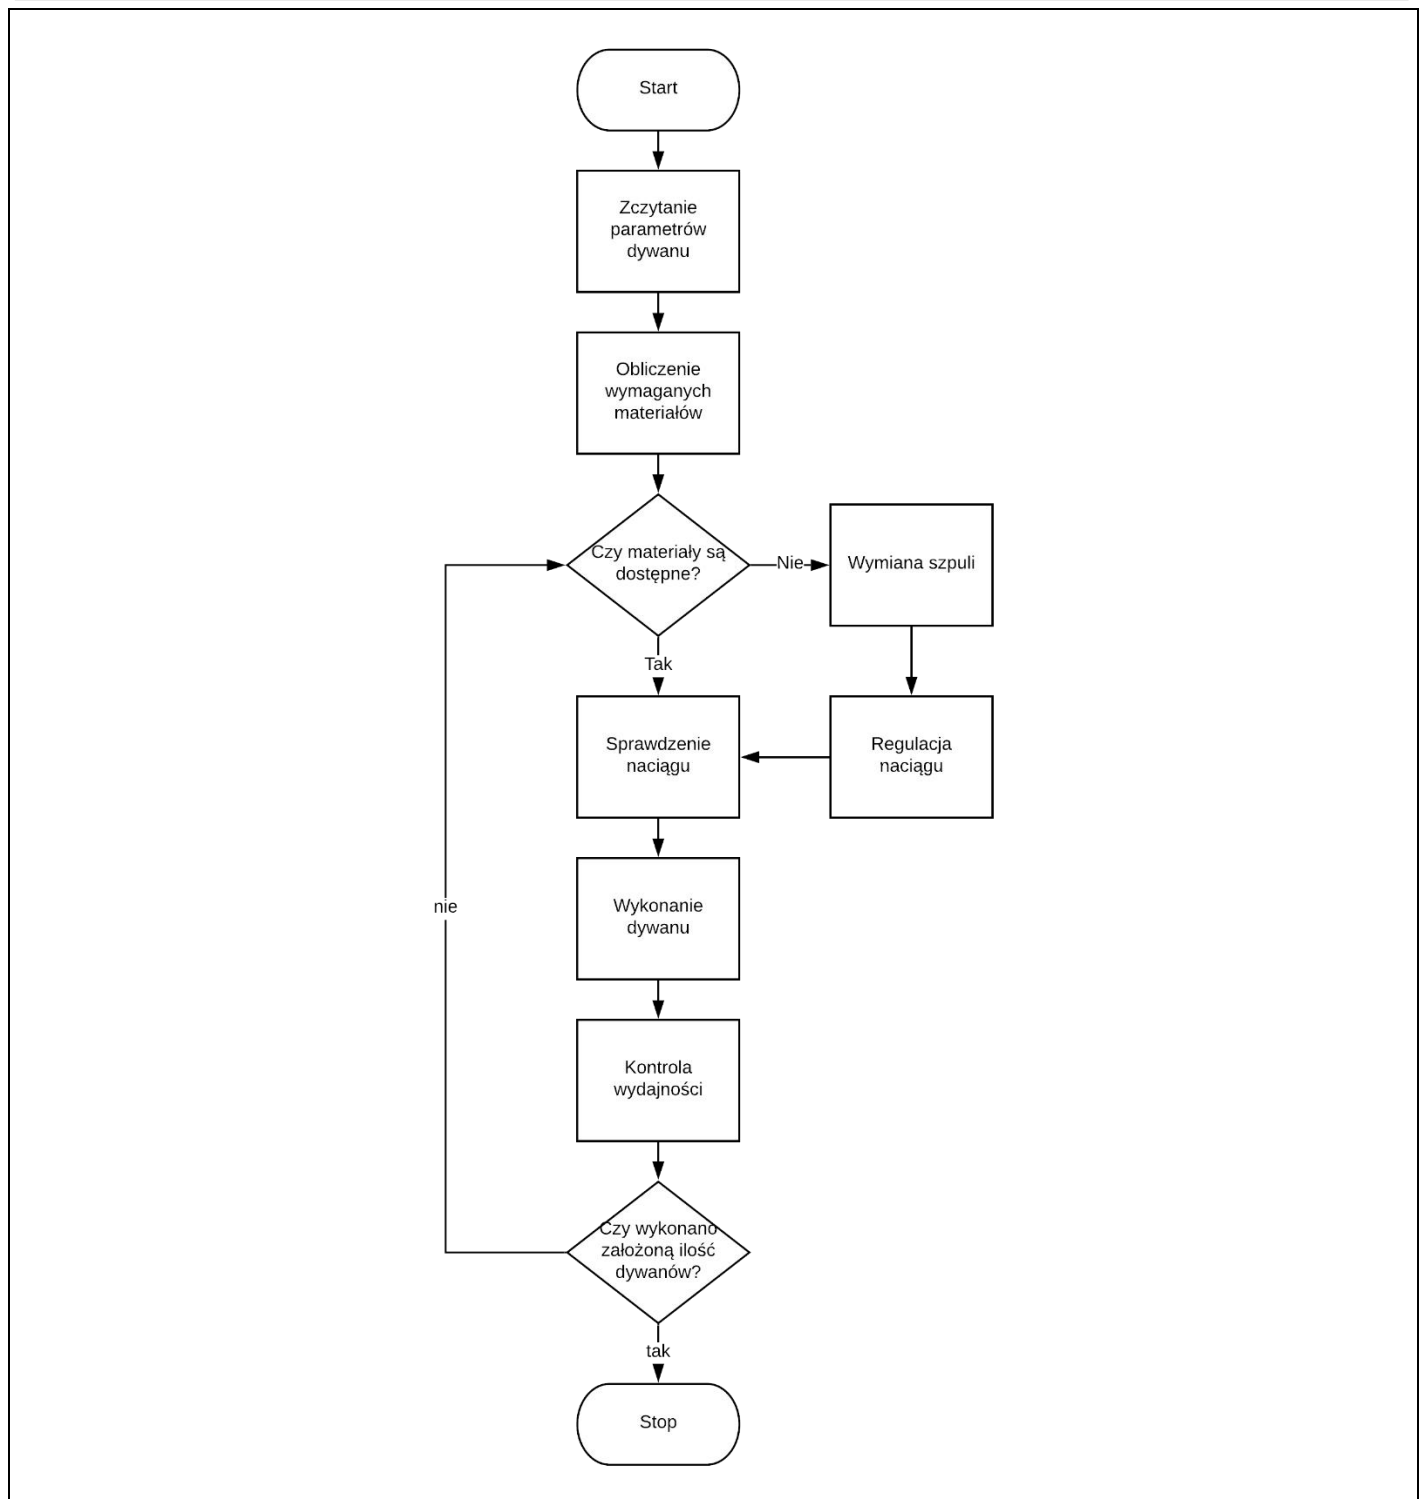 Start
Zczytanie
parametrów
dywanu
Obliczenie
wymaganych
materiałów
Czy materiały są
dostępne?
Nie
Wymiana szpuli
Tak
Sprawdzenie
naciągu
Regulacja
naciągu
nie
Wykonanie
dywanu
Kontrola
wydajności
Czy wykonano
założoną ilość
dywanów?
tak
Stop